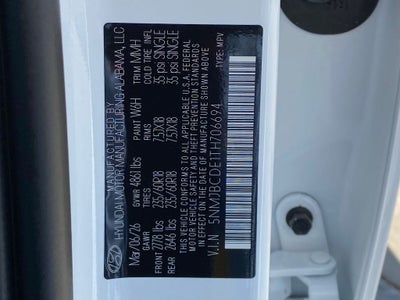 MANUFACTURED BY
HYUNDAI MOTOR MANUFACTURING ALABAMA, LLC
Mar/06/26 GVWR 4861 lbs PAINT W6H TRIM MMH
GAWR TIRES RIMS COLD TIRE INFL
FRONT 2778 lbs 235/60R18 7.5JX18 35 psi SINGLE
REAR 2646 lbs 235/60R18 7.5JX18 35 psi SINGLE
THIS VEHICLE CONFORMS TO ALL APPLICABLE U.S.A. FEDERAL
MOTOR VEHICLE SAFETY AND THEFT PREVENTION STANDARDS
IN EFFECT ON THE DATE OF MANUFACTURE SHOWN ABOVE.
V.I.N. 5NMJBCDE1TH706694 TYPE: MPV